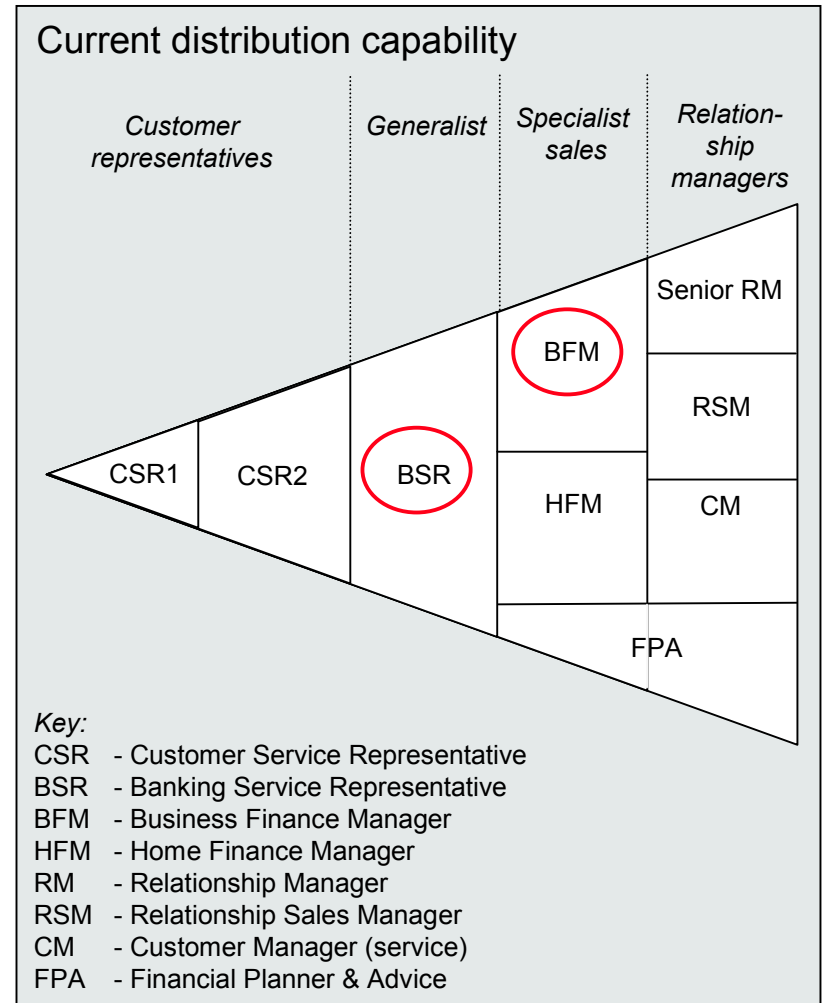 Current distribution capability
Customer
representatives
Generalist
Specialist
sales
Relation-
ship
managers
Senior RM
BFM
RSM
CSR1
CSR2
BSR
HFM
CM
FPA
Key:
CSR - Customer Service Representative
BSR - Banking Service Representative
BFM - Business Finance Manager
HFM - Home Finance Manager
RM - Relationship Manager
RSM - Relationship Sales Manager
CM - Customer Manager (service)
FPA - Financial Planner & Advice